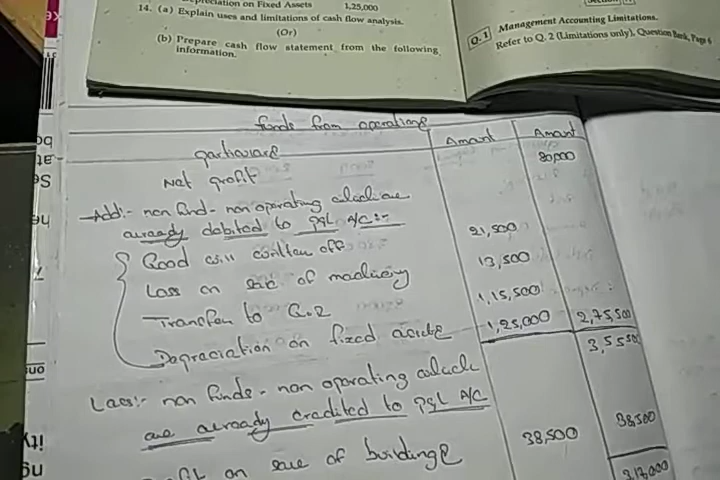 Depreciation on Fixed Assets 1,25,000
14. (a) Explain uses and limitations of cash flow analysis.
(Or)
(b) Prepare cash flow statement from the following
information.
Q.1 Management Accounting Limitations.
Refer to Q. 2 (Limitations only), Question Bank, Page 6
funds from operations
particulars Amount Amount
Net profit 80,000
Add:- non fund - non operating which are
already debited to P&L A/C:-
Good will written off 21,500
Loss on sale of machinery 13,500
Transfer to G.R 1,15,500
Depreciation on fixed assets 1,25,000 2,75,500
3,55,500
Less:- non funds - non operating which
are already credited to P&L A/C
on sale of buildings 38,500 38,500
3,17,000